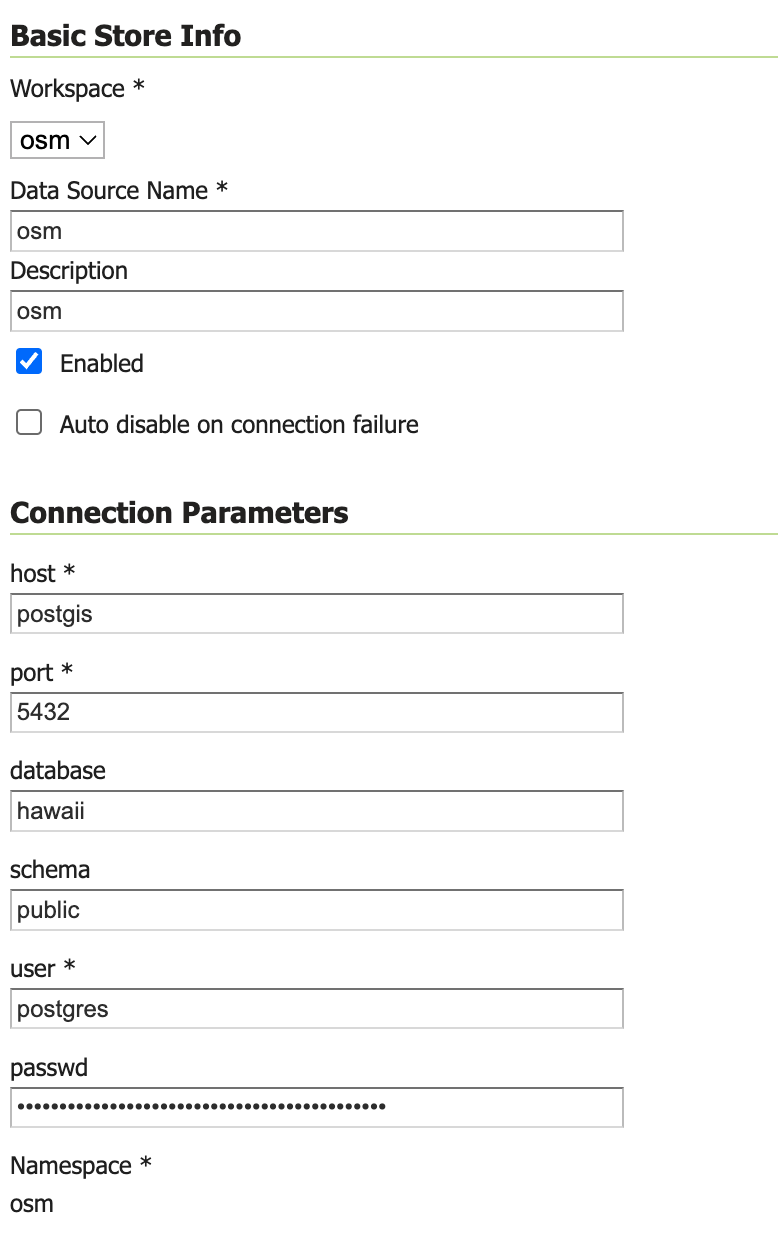 Basic Store Info
Workspace *
osm
Data Source Name *
osm
Description
osm
Enabled
Auto disable on connection failure
Connection Parameters
host *
postgis
port *
5432
database
hawaii
schema
public
user *
postgres
passwd
••••••••••••••••••••••••••••••••••••••••••••
Namespace *
osm